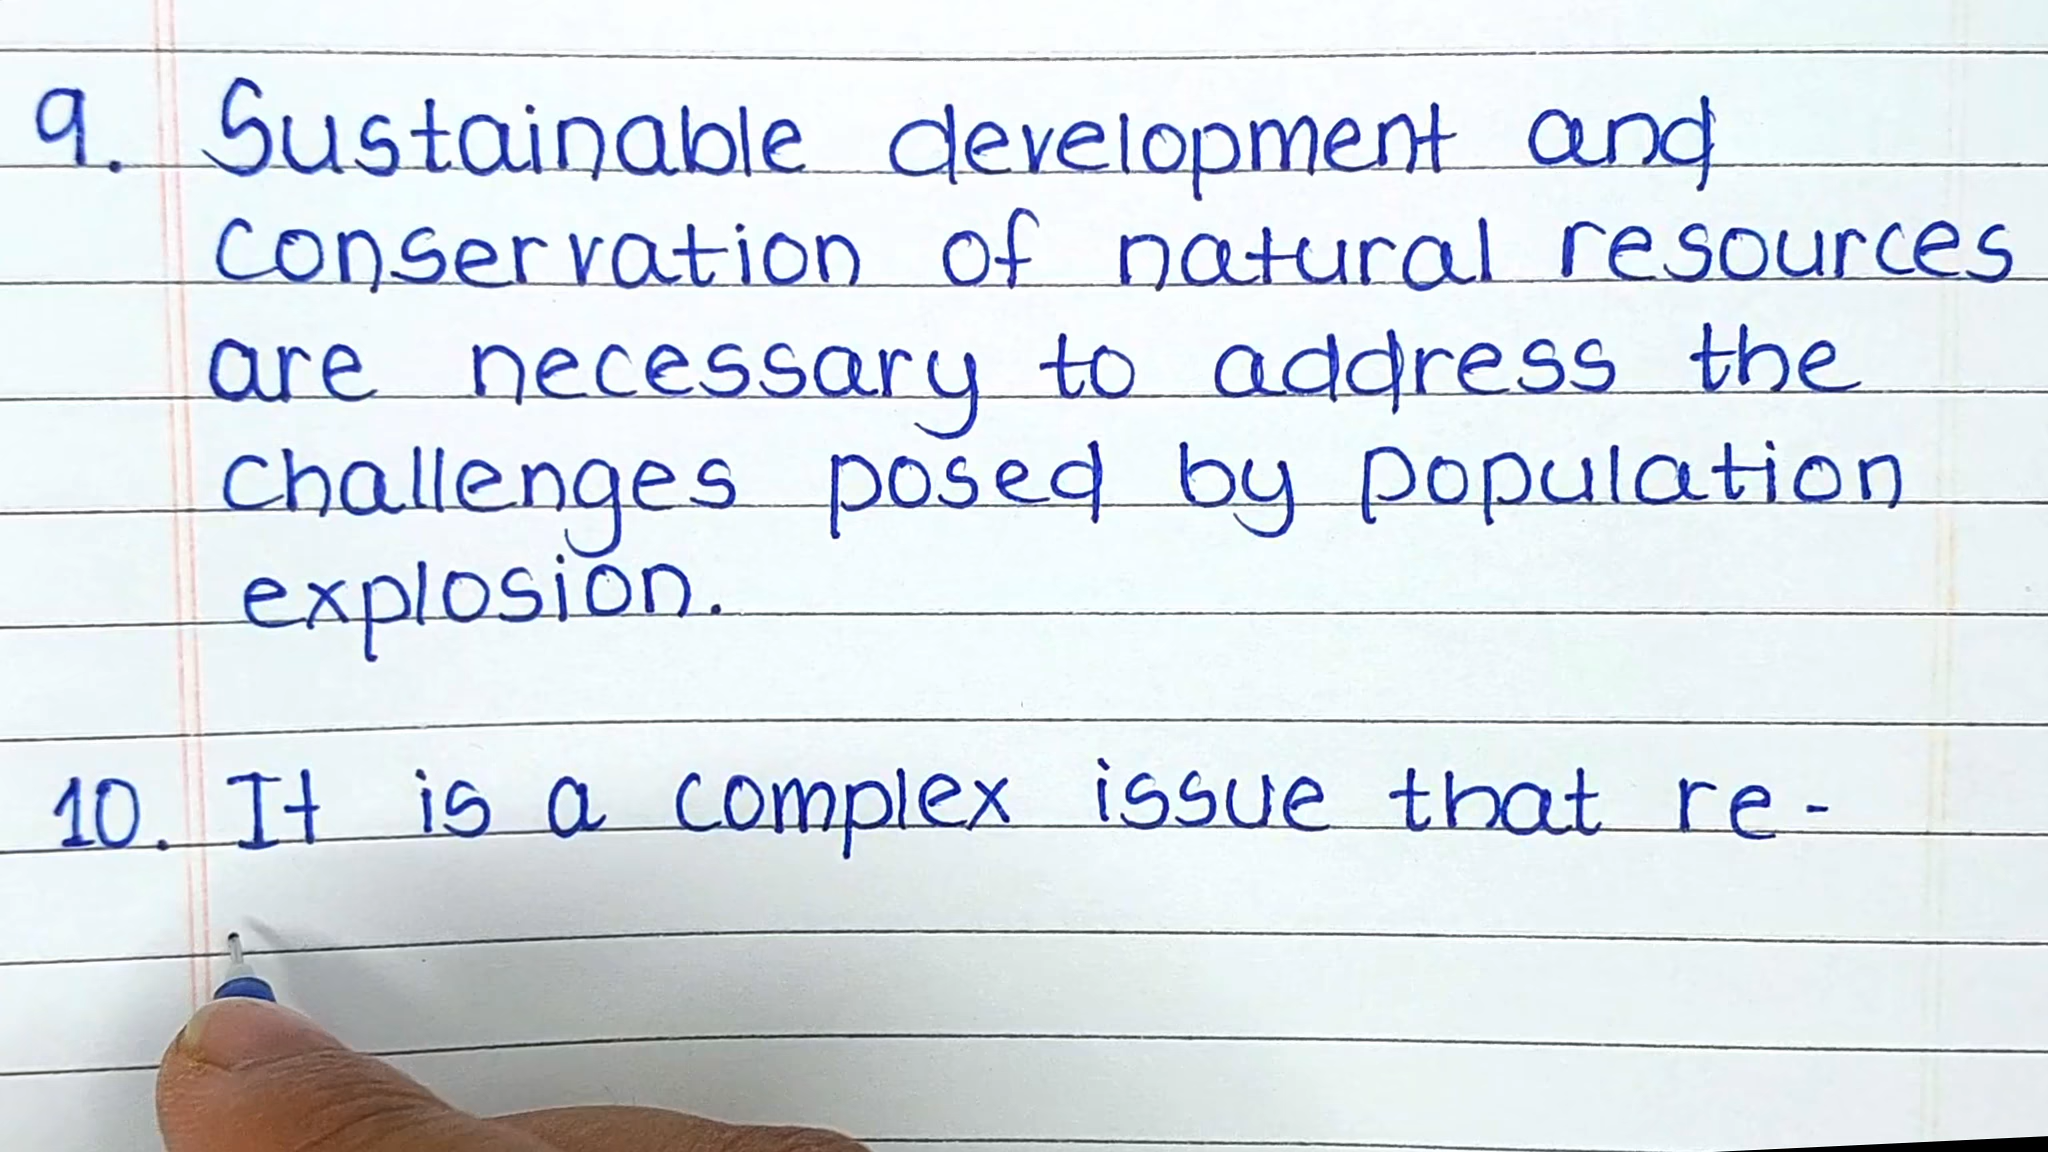 9. Sustainable development and
conservation of natural resources
are necessary to address the
challenges posed by population
explosion.
10. It is a complex issue that re-